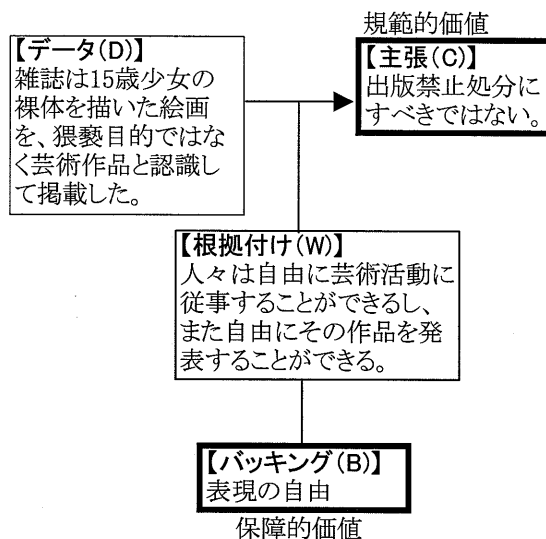 規範的価値
【データ(D)】
雑誌は15歳少女の
裸体を描いた絵画
を、猥褻目的ではな
く芸術作品と認識し
て掲載した。
【主張(C)】
出版禁止処分に
すべきではない。
【根拠付け(W)】
人々は自由に芸術活動に
従事することができるし、
また自由にその作品を発
表することができる。
【バッキング(B)】
表現の自由
保障的価値